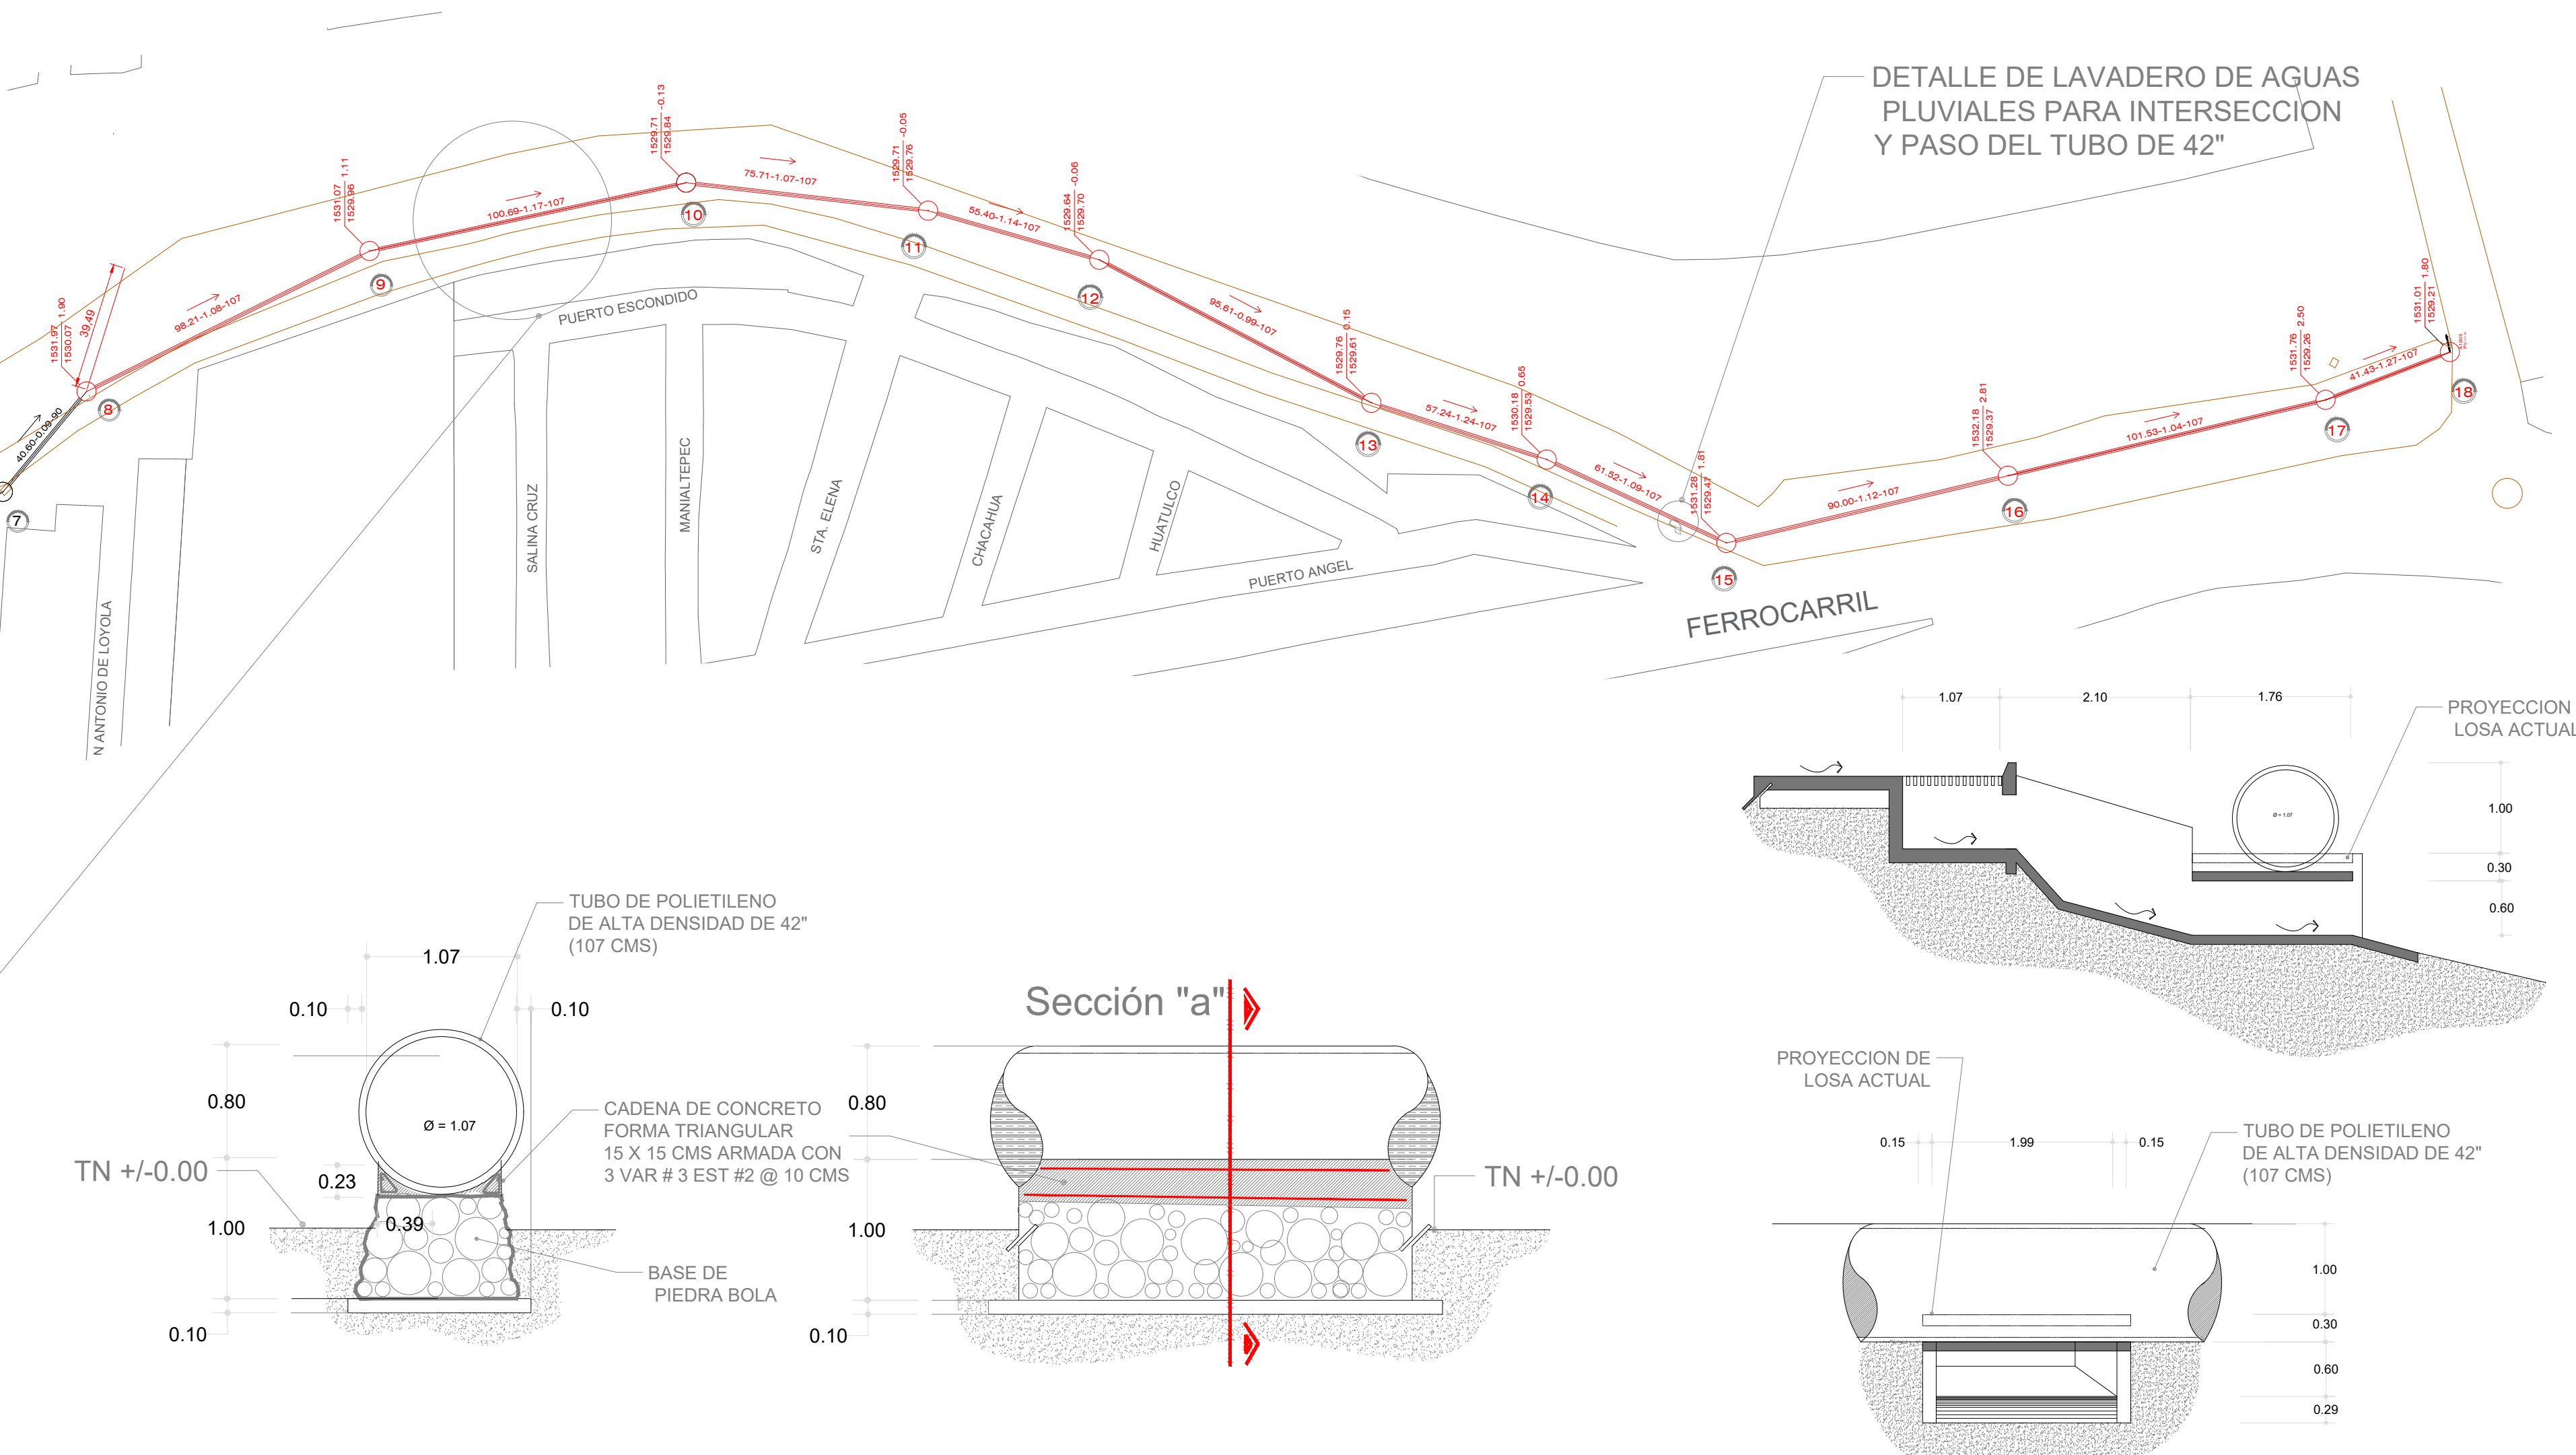 DETALLE DE LAVADERO DE AGUAS
PLUVIALES PARA INTERSECCION
Y PASO DEL TUBO DE 42"
1531.97 1.90
1530.07
39.49
98.21-1.08-107
40.60-0.09-90
7
8
1531.07 1.11
1529.96
9
100.69-1.17-107
1529.71 -0.13
1529.84
10
75.71-1.07-107
1529.71 -0.05
1529.76
11
55.40-1.14-107
1529.64 -0.06
1529.70
12
95.61-0.99-107
1529.76 0.15
1529.61
13
57.24-1.24-107
1530.18 0.65
1529.53
14
61.52-1.09-107
1531.28 1.81
1529.47
15
90.00-1.12-107
1532.18 2.81
1529.37
16
101.53-1.04-107
1531.76 2.50
1529.26
17
41.43-1.27-107
1531.01 1.80
1529.21
18
PUERTO ESCONDIDO
N ANTONIO DE LOYOLA
SALINA CRUZ
MANIALTEPEC
STA. ELENA
CHACAHUA
HUATULCO
PUERTO ANGEL
FERROCARRIL
1.07
2.10
1.76
PROYECCION
LOSA ACTUAL
Ø = 1.07
1.00
0.30
0.60
TUBO DE POLIETILENO
DE ALTA DENSIDAD DE 42"
(107 CMS)
1.07
0.10
0.10
0.80
Ø = 1.07
TN +/-0.00
0.23
0.39
1.00
0.10
CADENA DE CONCRETO
FORMA TRIANGULAR
15 X 15 CMS ARMADA CON
3 VAR # 3 EST #2 @ 10 CMS
BASE DE
PIEDRA BOLA
Sección "a"
0.80
1.00
0.10
TN +/-0.00
PROYECCION DE
LOSA ACTUAL
0.15
1.99
0.15
TUBO DE POLIETILENO
DE ALTA DENSIDAD DE 42"
(107 CMS)
1.00
0.30
0.60
0.29